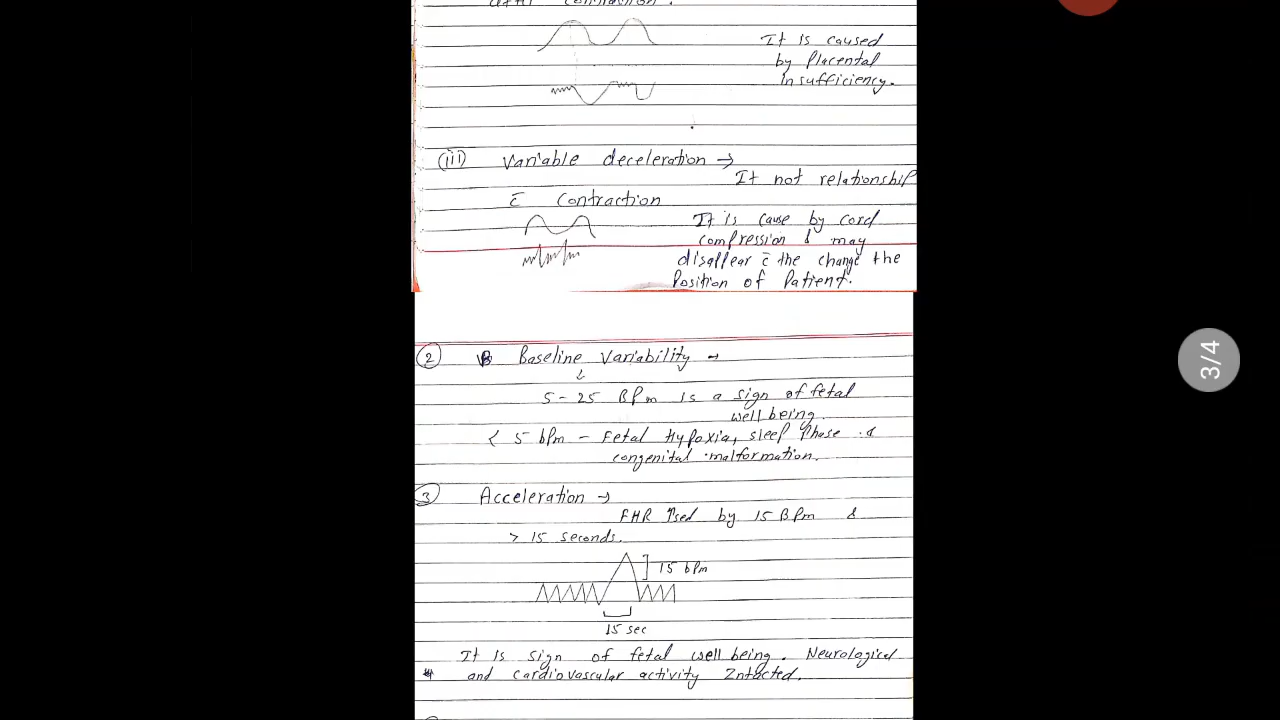 It is caused
by Placental
insufficiency.
(iii) Variable deceleration →
It not relationship
c̄ contraction
It is cause by cord
compression & may
disappear c̄ the change the
Position of Patient.
② Baseline Variability →
↓
5-25 BPm is a sign of fetal
well being.
< 5 bpm - Fetal Hypoxia, sleep Phase &
congenital malformation.
③ Acceleration →
FHR ↑sed by 15 BPm &
> 15 seconds.
15 bpm
15 sec
It is sign of fetal well being. Neurological
and cardiovascular activity Intacted.
3/4